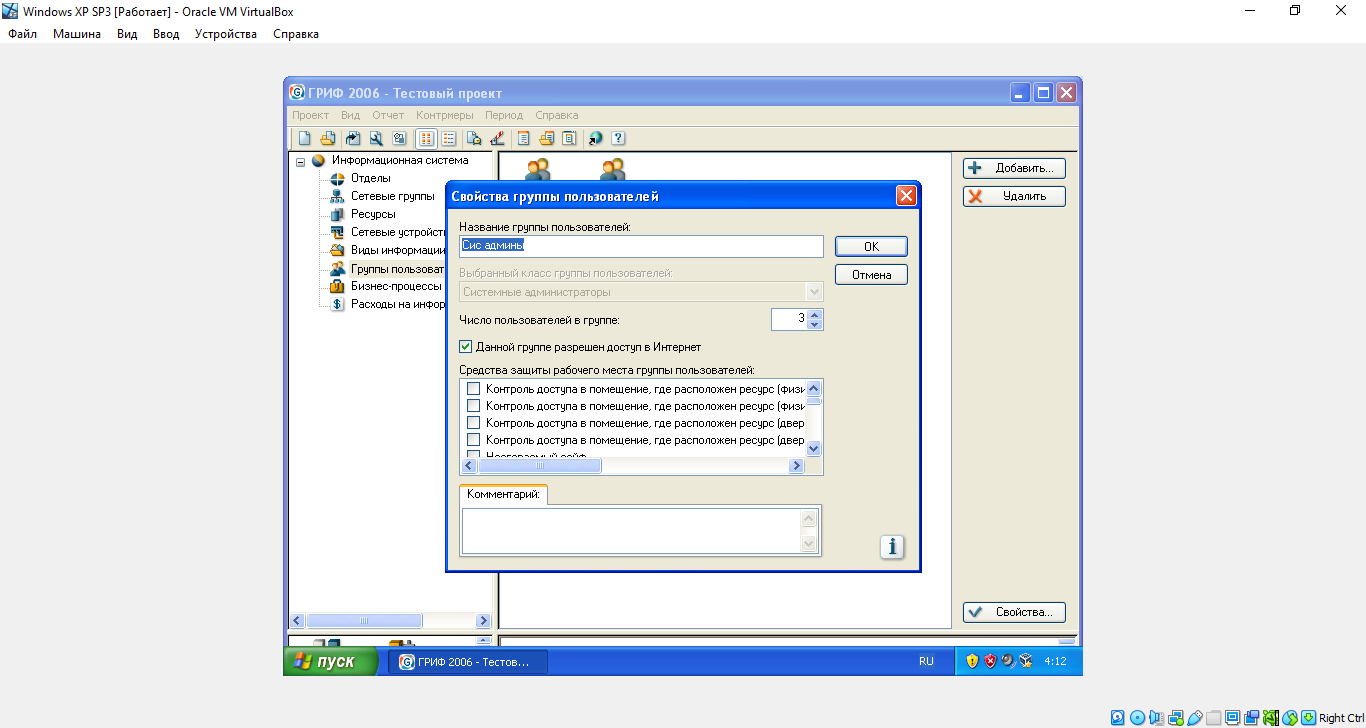 Windows XP SP3 [Работает] - Oracle VM VirtualBox
Файл Машина Вид Ввод Устройства Справка
ГРИФ 2006 - Тестовый проект
Проект Вид Отчет Контрмеры Период Справка
Информационная система
Отделы
Сетевые группы
Ресурсы
Сетевые устройст
Виды информации
Группы пользоват
Бизнес-процессы
Расходы на инфор
Добавить...
Удалить
Свойства группы пользователей
Название группы пользователей:
Сис админы
OK
Выбранный класс группы пользователей:
Отмена
Системные администраторы
Число пользователей в группе:
3
Данной группе разрешен доступ в Интернет
Средства защиты рабочего места группы пользователей:
Контроль доступа в помещение, где расположен ресурс (физи
Контроль доступа в помещение, где расположен ресурс (физи
Контроль доступа в помещение, где расположен ресурс (двер
Контроль доступа в помещение, где расположен ресурс (двер
Комментарий:
Свойства...
пуск
ГРИФ 2006 - Тестов...
RU
4:12
Right Ctrl